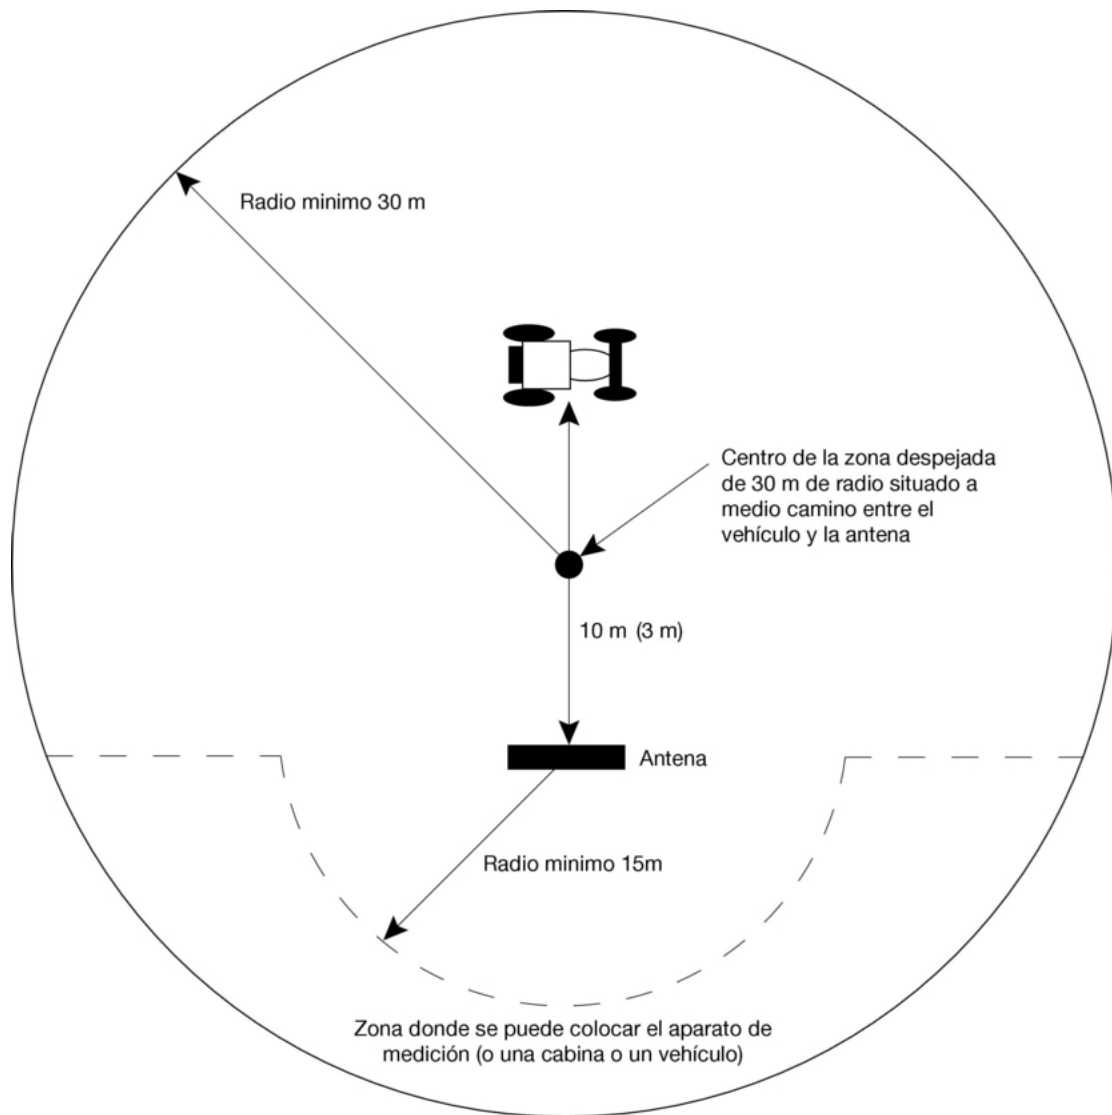 Radio minimo 30 m
Centro de la zona despejada
de 30 m de radio situado a
medio camino entre el
vehículo y la antena
10 m (3 m)
Antena
Radio minimo 15m
Zona donde se puede colocar el aparato de
medición (o una cabina o un vehículo)